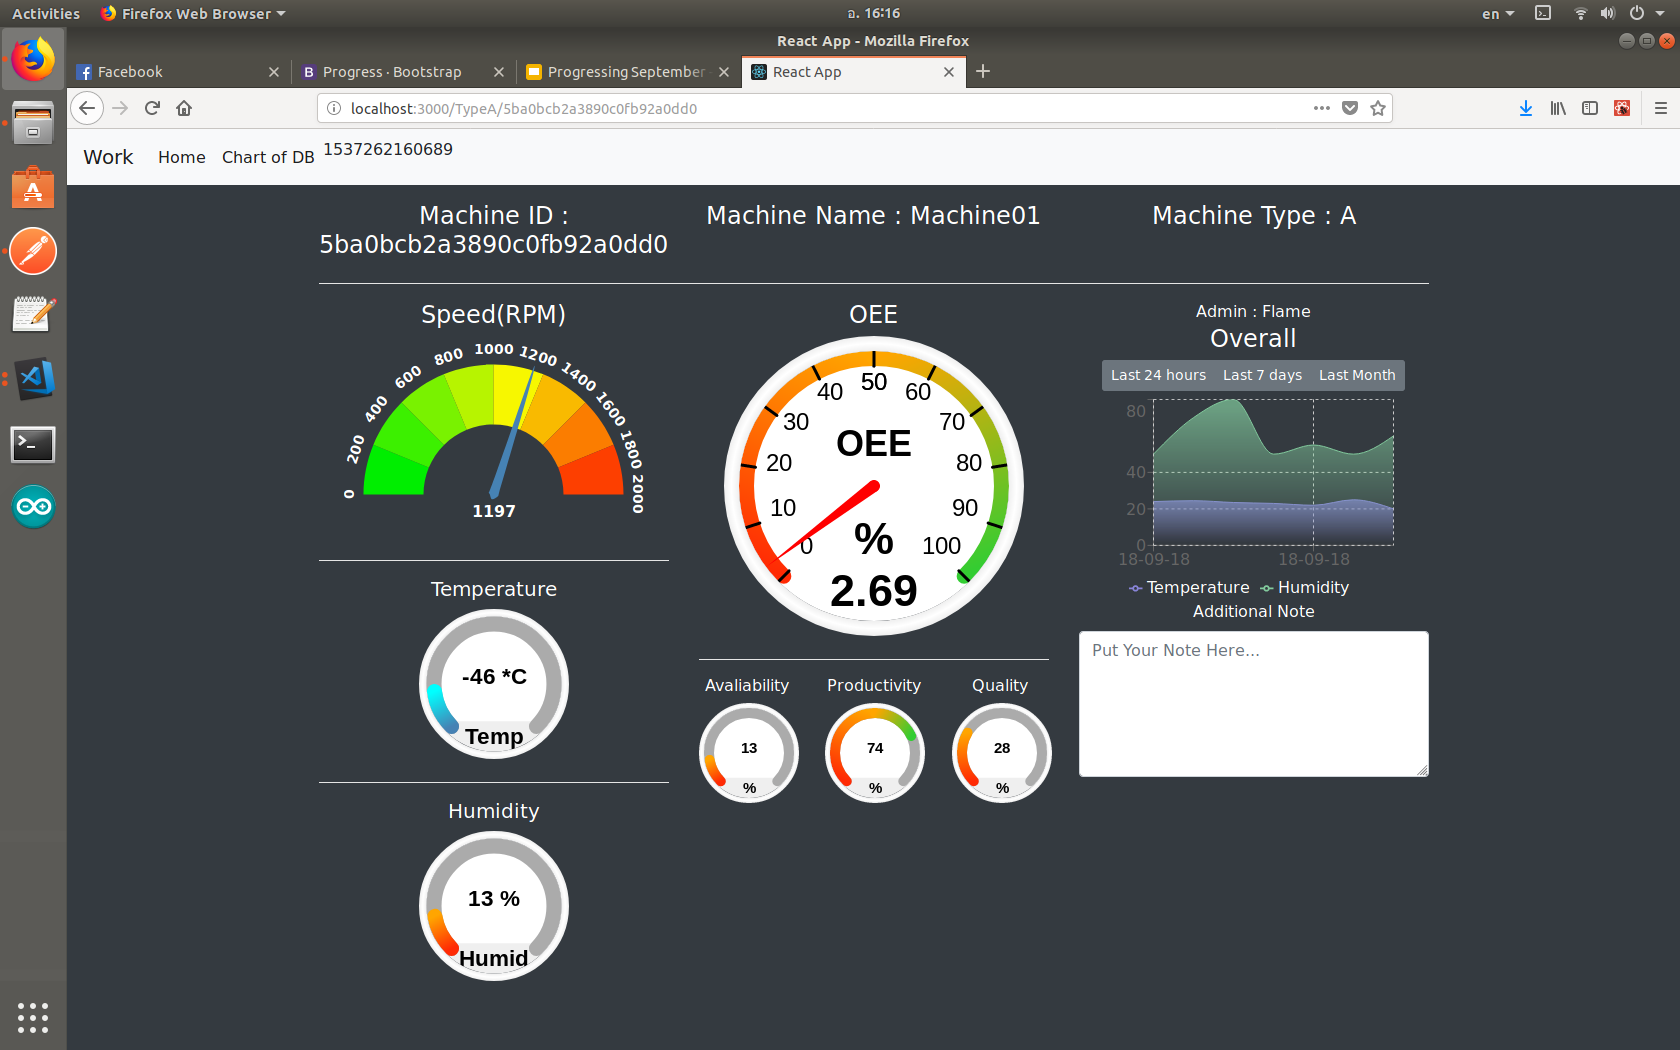 Activities
Firefox Web Browser
อ. 16:16
en
React App - Mozilla Firefox
Facebook
Progress · Bootstrap
Progressing September
React App
localhost:3000/TypeA/5ba0bcb2a3890c0fb92a0dd0
Work
Home
Chart of DB
1537262160689
Machine ID :
5ba0bcb2a3890c0fb92a0dd0
Machine Name : Machine01
Machine Type : A
Speed(RPM)
0
200
400
600
800
1000
1200
1400
1600
1800
2000
1197
Temperature
-46 *C
Temp
Humidity
13 %
Humid
OEE
0
10
20
30
40
50
60
70
80
90
100
OEE
%
2.69
Avaliability
13
%
Productivity
74
%
Quality
28
%
Admin : Flame
Overall
Last 24 hours
Last 7 days
Last Month
80
40
20
0
18-09-18
18-09-18
Temperature
Humidity
Additional Note
Put Your Note Here...